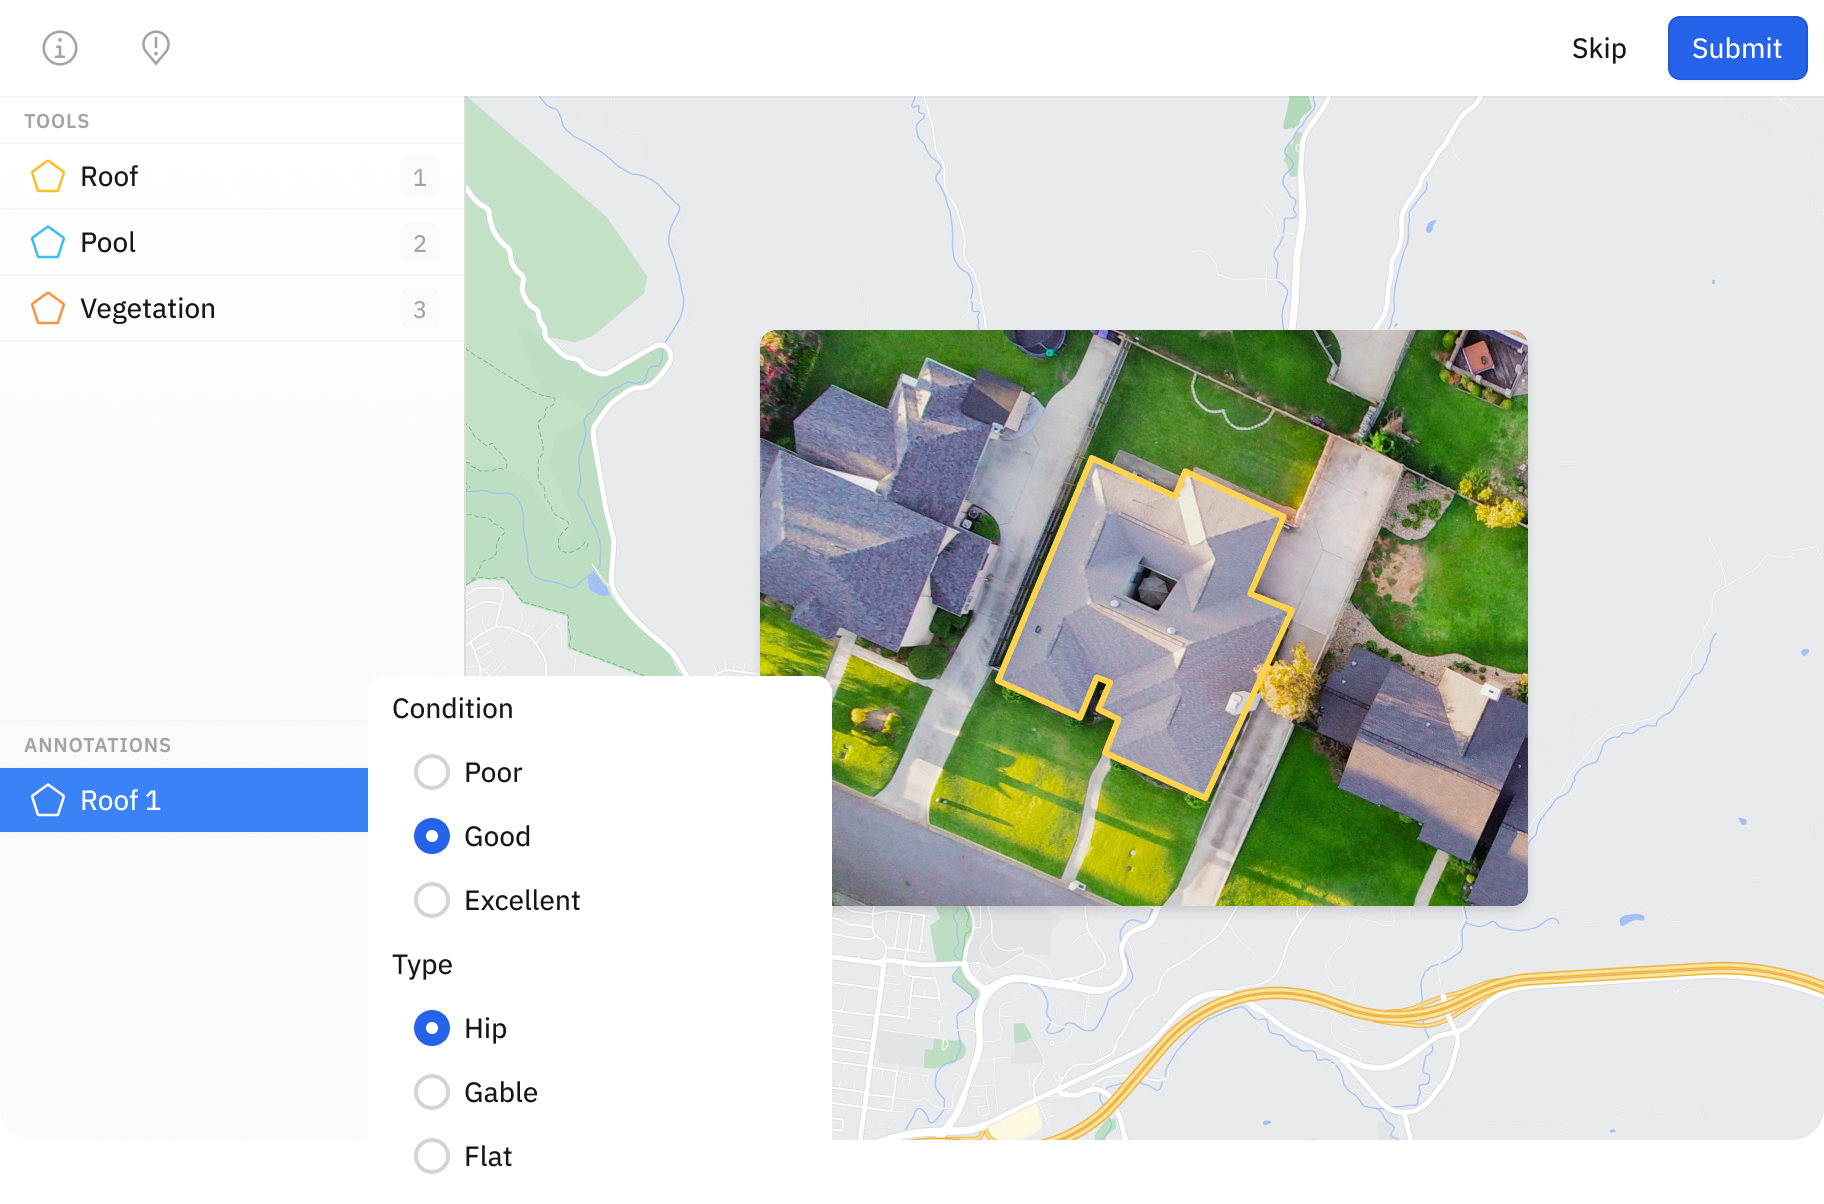 Skip
Submit
TOOLS
Roof 1
Pool 2
Vegetation 3
ANNOTATIONS
Roof 1
Condition
Poor
Good
Excellent
Type
Hip
Gable
Flat